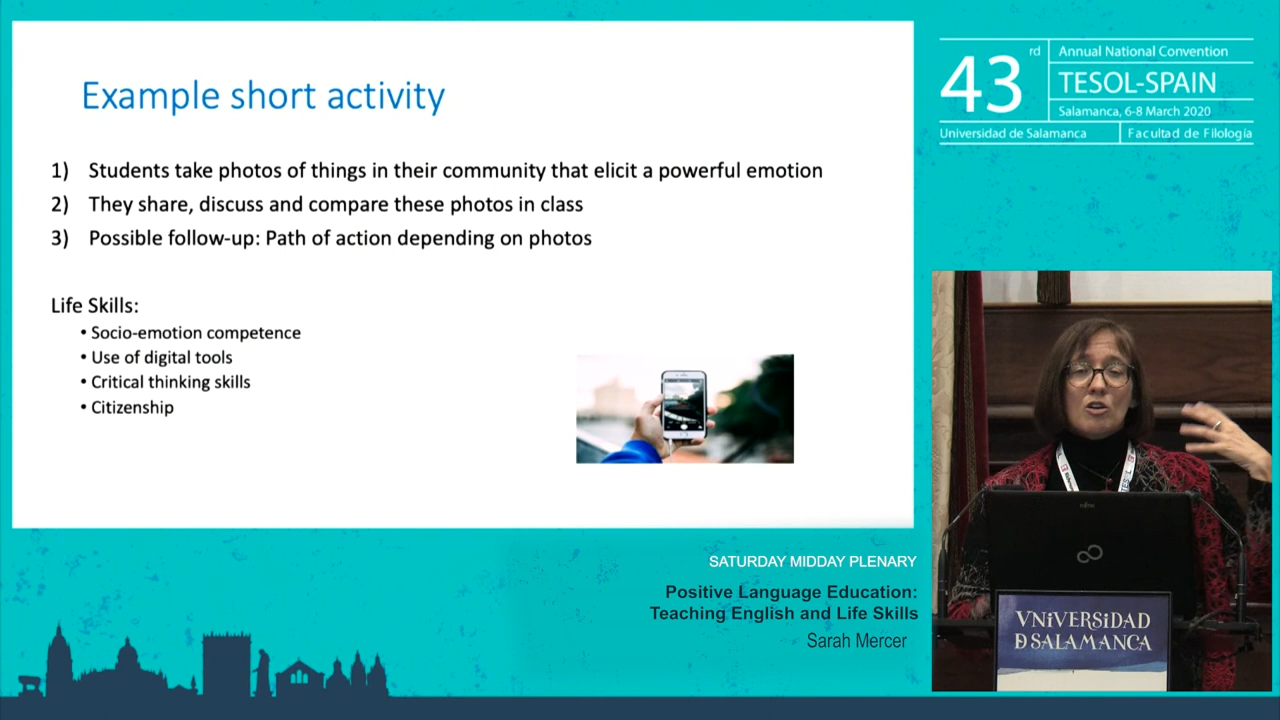 Example short activity
1) Students take photos of things in their community that elicit a powerful emotion
2) They share, discuss and compare these photos in class
3) Possible follow-up: Path of action depending on photos
Life Skills:
• Socio-emotion competence
• Use of digital tools
• Critical thinking skills
• Citizenship
43rd
Annual National Convention
TESOL-SPAIN
Salamanca, 6-8 March 2020
Universidad de Salamanca
Facultad de Filología
SATURDAY MIDDAY PLENARY
Positive Language Education:
Teaching English and Life Skills
Sarah Mercer
FUJITSU
TESOL
VNiVERSiDAD
D SALAMANCA